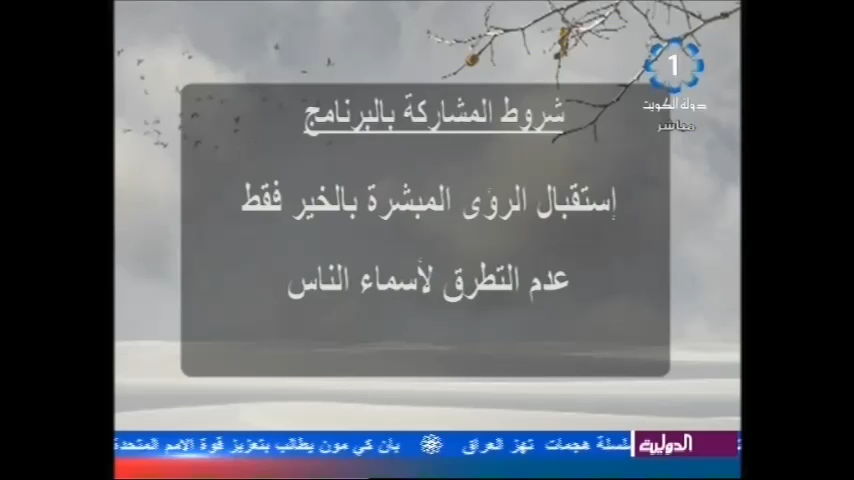 1
دولة الكويت
مباشر
شروط المشاركة بالبرنامج
إستقبال الرؤى المبشرة بالخير فقط
عدم التطرق لأسماء الناس
الدولية
سلسلة هجمات تهز العراق
بان كي مون يطالب بتعزيز قوة الامم المتحدة